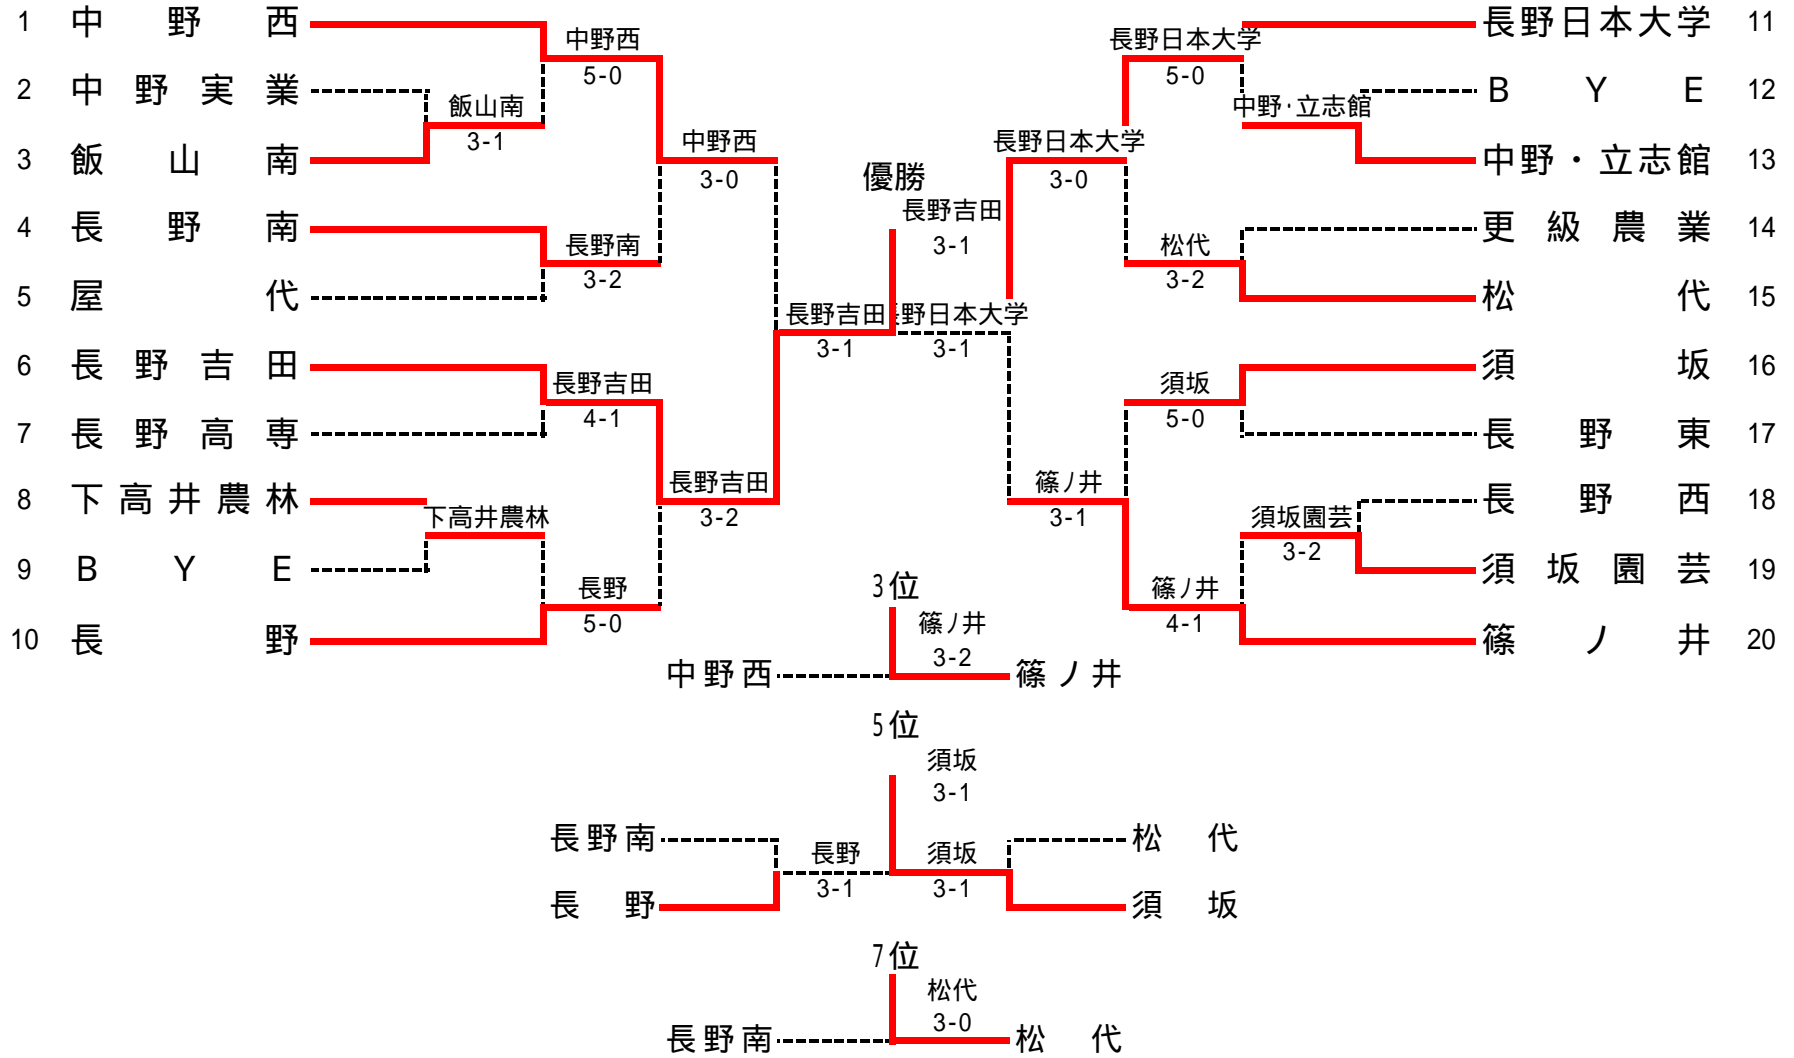 1 中野西
2 中野実業
3 飯山南
4 長野南
5 屋代
6 長野吉田
7 長野高専
8 下高井農林
9 BYE
10 長野
中野西
5-0
飯山南
3-1
中野西
3-0
長野南
3-2
長野吉田
3-1
長野吉田
4-1
長野吉田
3-2
下高井農林
長野
5-0
優勝
長野吉田
3-1
長野日本大学
3-1
長野日本大学
5-0
中野・立志館
長野日本大学
3-0
松代
3-2
須坂
5-0
篠ノ井
3-1
須坂園芸
3-2
篠ノ井
4-1
長野日本大学 11
BYE 12
中野・立志館 13
更級農業 14
松代 15
須坂 16
長野東 17
長野西 18
須坂園芸 19
篠ノ井 20
3位
篠ノ井
3-2
中野西 篠ノ井
5位
須坂
3-1
長野南 松代
長野 須坂
3-1 3-1
長野 須坂
7位
松代
3-0
長野南 松代